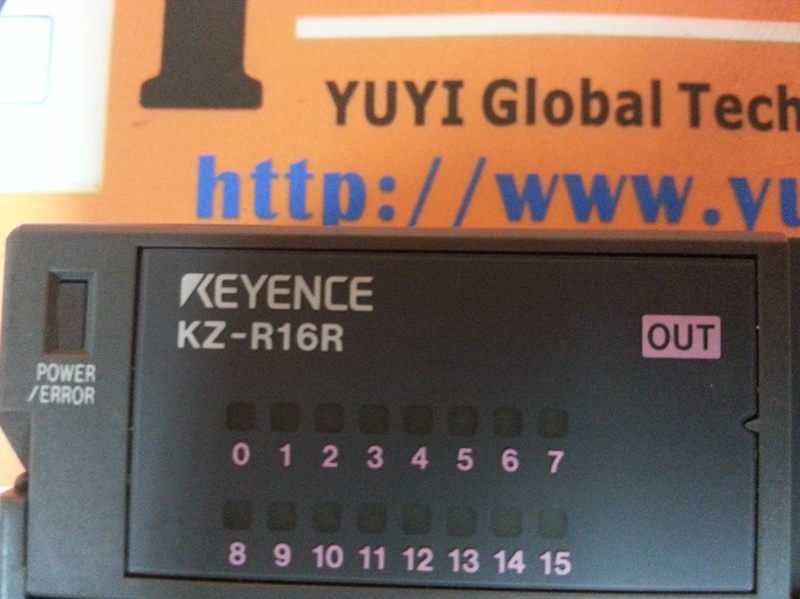 YUYI Global Tech
http://www.yu
KEYENCE
KZ-R16R
OUT
POWER
/ERROR
0 1 2 3 4 5 6 7
8 9 10 11 12 13 14 15